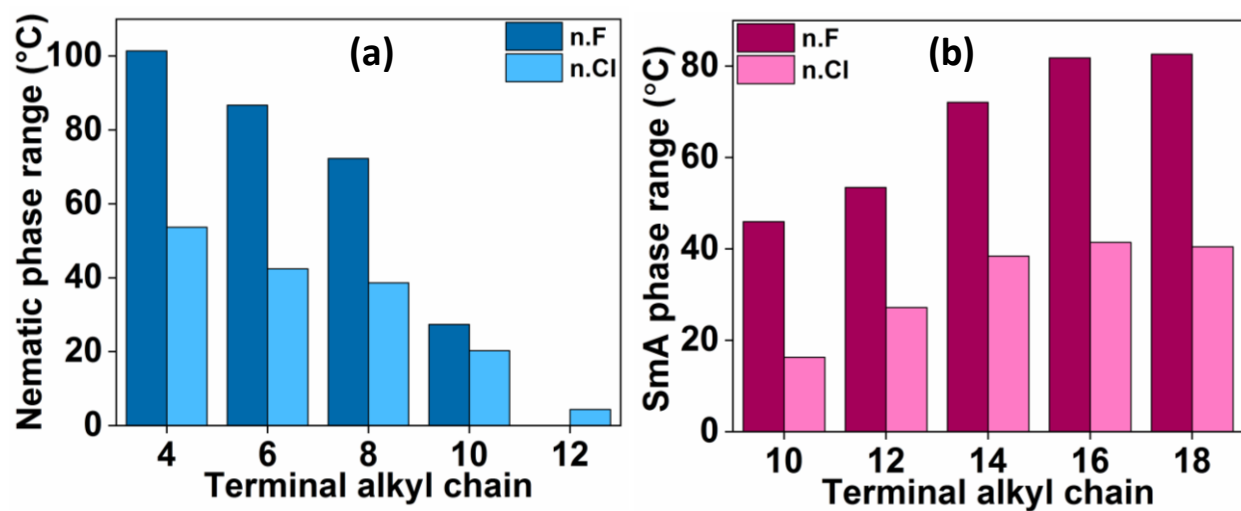 (a)
n.F
n.Cl
Nematic phase range (°C)
100
80
60
40
20
0
4 6 8 10 12
Terminal alkyl chain
(b)
n.F
n.Cl
SmA phase range (°C)
80
60
40
20
0
10 12 14 16 18
Terminal alkyl chain